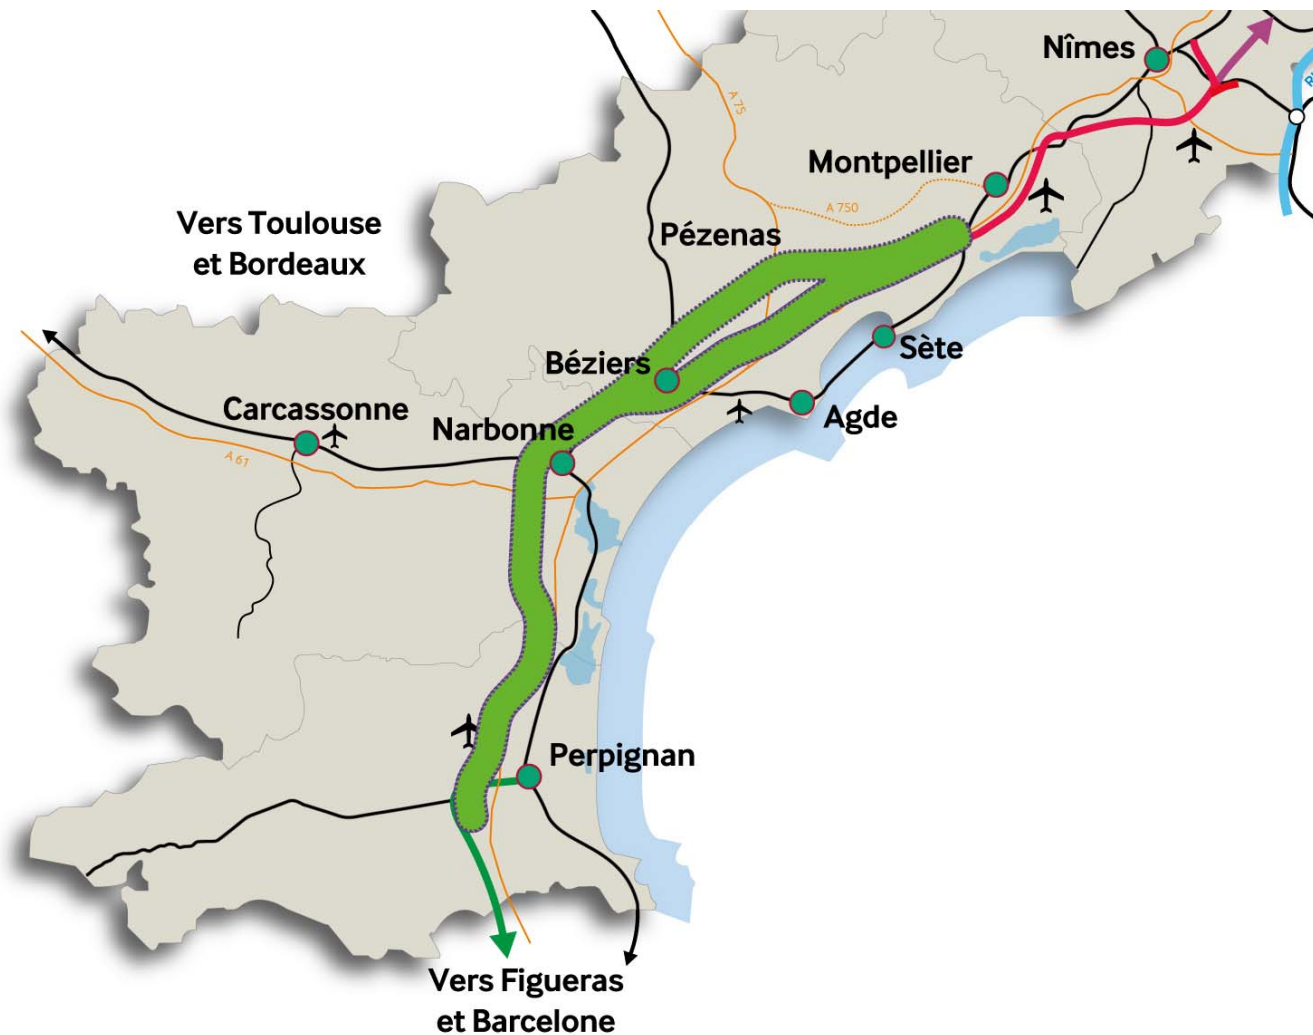 Nîmes
A 75
Montpellier
A 750
Vers Toulouse
et Bordeaux
Pézenas
Sète
Béziers
Carcassonne
Agde
Narbonne
A 61
Perpignan
Vers Figueras
et Barcelone